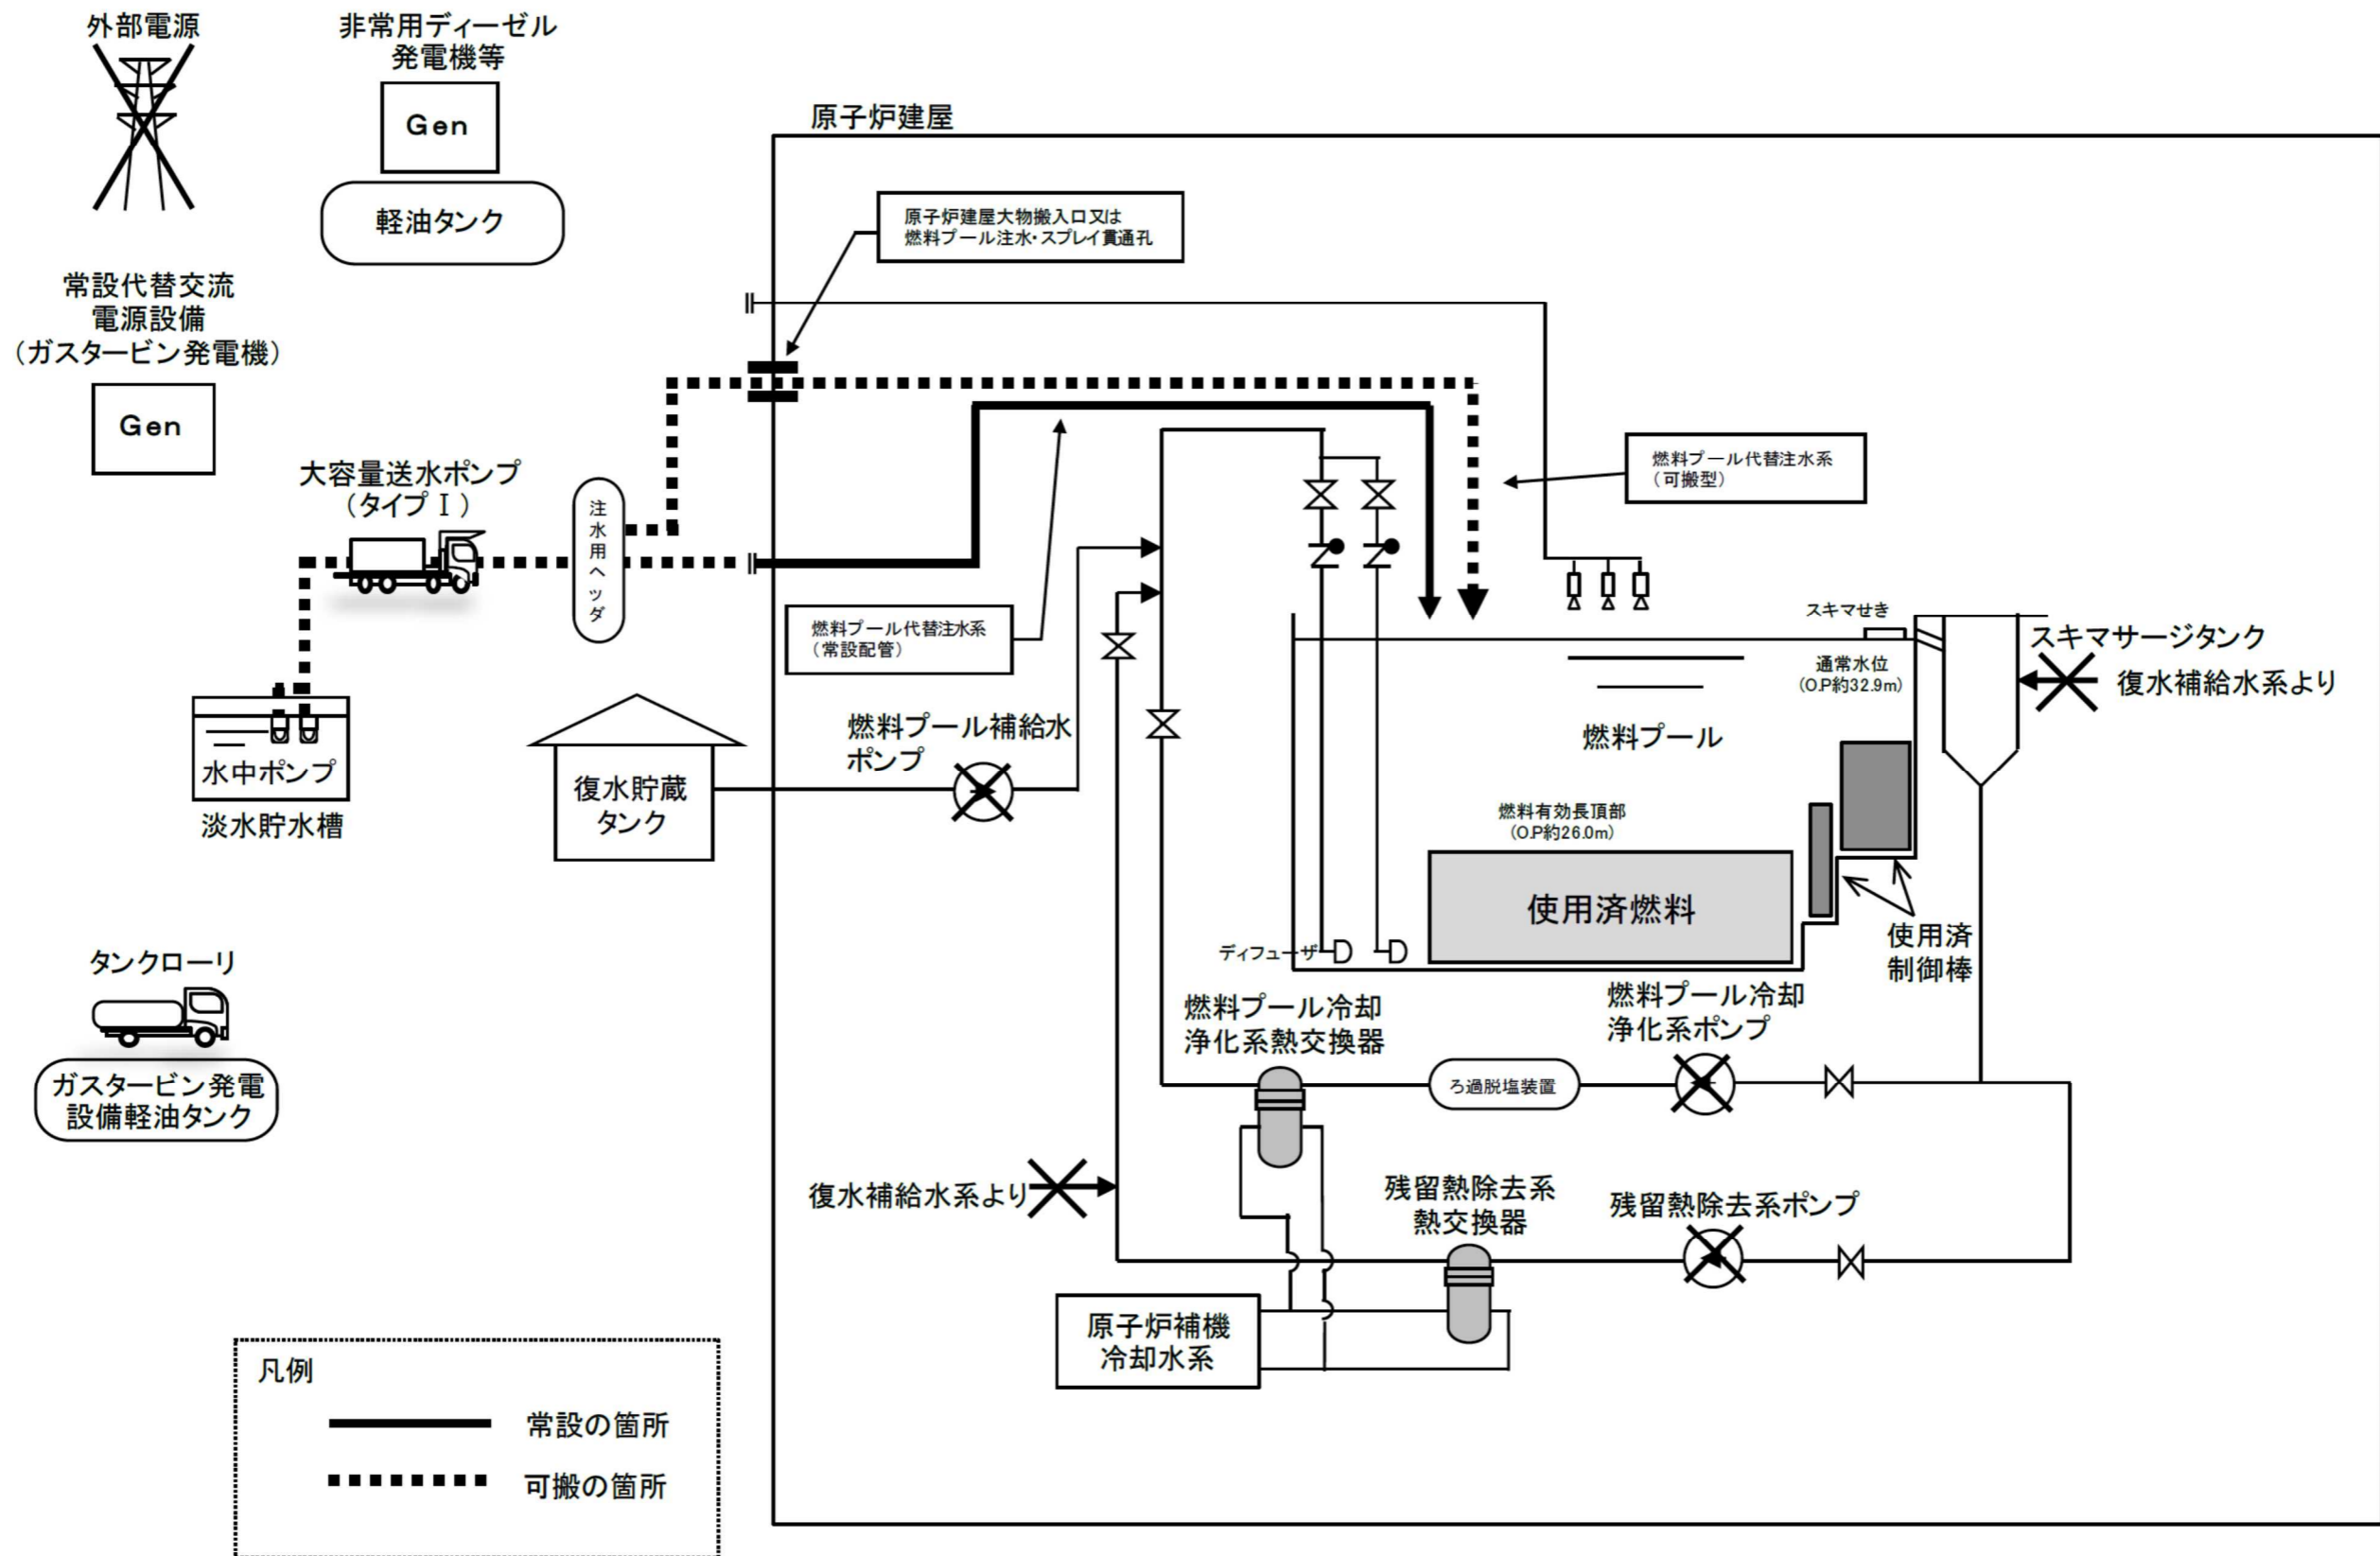 外部電源
非常用ディーゼル
発電機等
Gen
軽油タンク
常設代替交流
電源設備
（ガスタービン発電機）
Gen
原子炉建屋
原子炉建屋大物搬入口又は
燃料プール注水・スプレイ貫通孔
大容量送水ポンプ
（タイプⅠ）
注水用ヘッダ
燃料プール代替注水系
（可搬型）
燃料プール代替注水系
（常設配管）
スキマせき
スキマサージタンク
通常水位
（O.P約32.9m）
復水補給水系より
水中ポンプ
淡水貯水槽
復水貯蔵
タンク
燃料プール補給水
ポンプ
燃料プール
燃料有効長頂部
（O.P約26.0m）
使用済燃料
ディフューザ
使用済
制御棒
タンクローリ
ガスタービン発電
設備軽油タンク
燃料プール冷却
浄化系熱交換器
燃料プール冷却
浄化系ポンプ
ろ過脱塩装置
復水補給水系より
残留熱除去系
熱交換器
残留熱除去系ポンプ
原子炉補機
冷却水系
凡例
常設の箇所
可搬の箇所